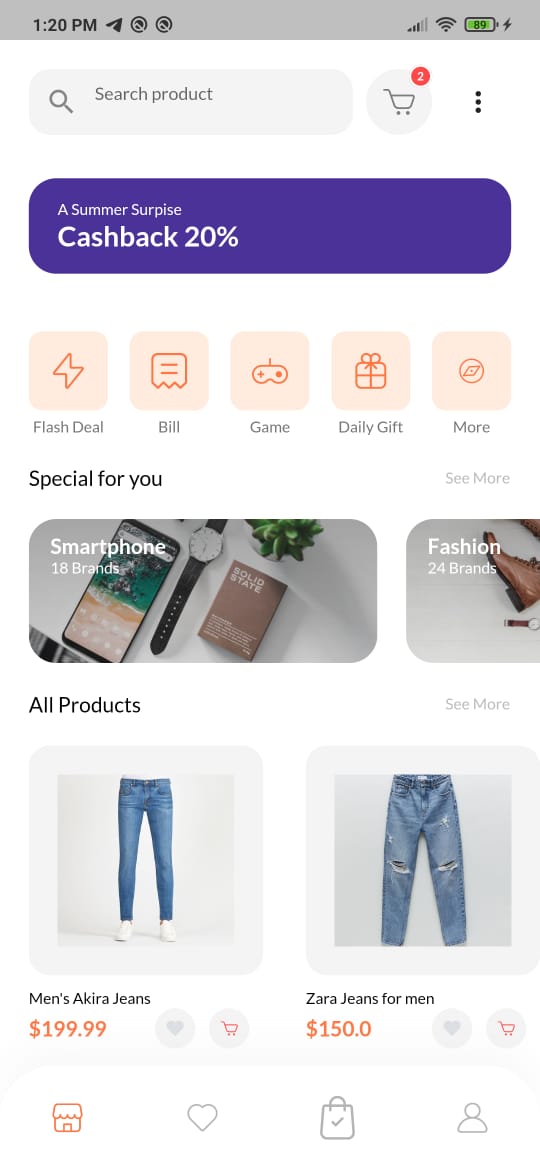 1:20 PM
89
Search product
2
A Summer Surpise
Cashback 20%
Flash Deal
Bill
Game
Daily Gift
More
Special for you
See More
Smartphone
18 Brands
SOLID
STATE
Fashion
24 Brands
All Products
See More
Men's Akira Jeans
$199.99
Zara Jeans for men
$150.0